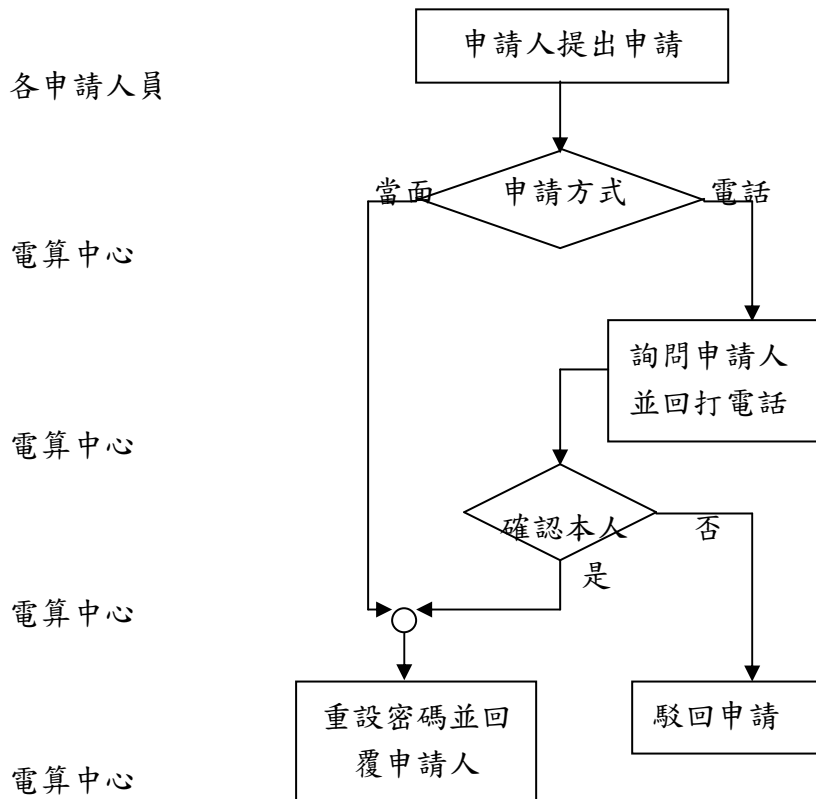 申請人提出申請
各申請人員
當面
申請方式
電話
電算中心
詢問申請人
並回打電話
電算中心
確認本人
否
是
電算中心
重設密碼並回
覆申請人
駁回申請
電算中心